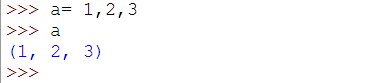 >>> a= 1,2,3
>>> a
(1, 2, 3)
>>>